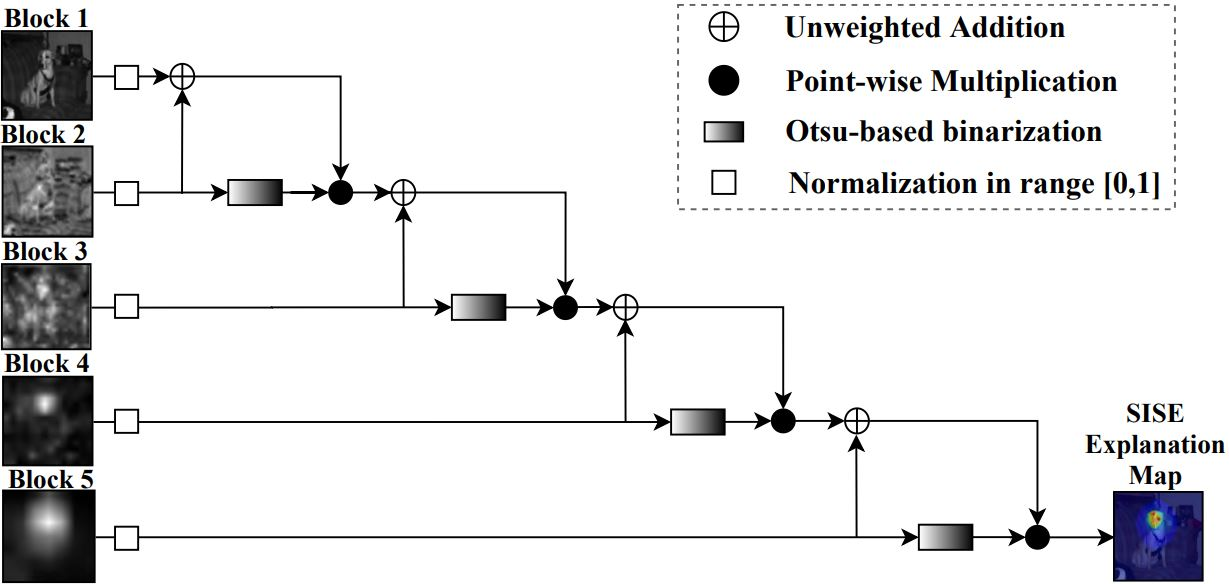 Block 1
Block 2
Block 3
Block 4
Block 5
Unweighted Addition
Point-wise Multiplication
Otsu-based binarization
Normalization in range [0,1]
SISE
Explanation
Map